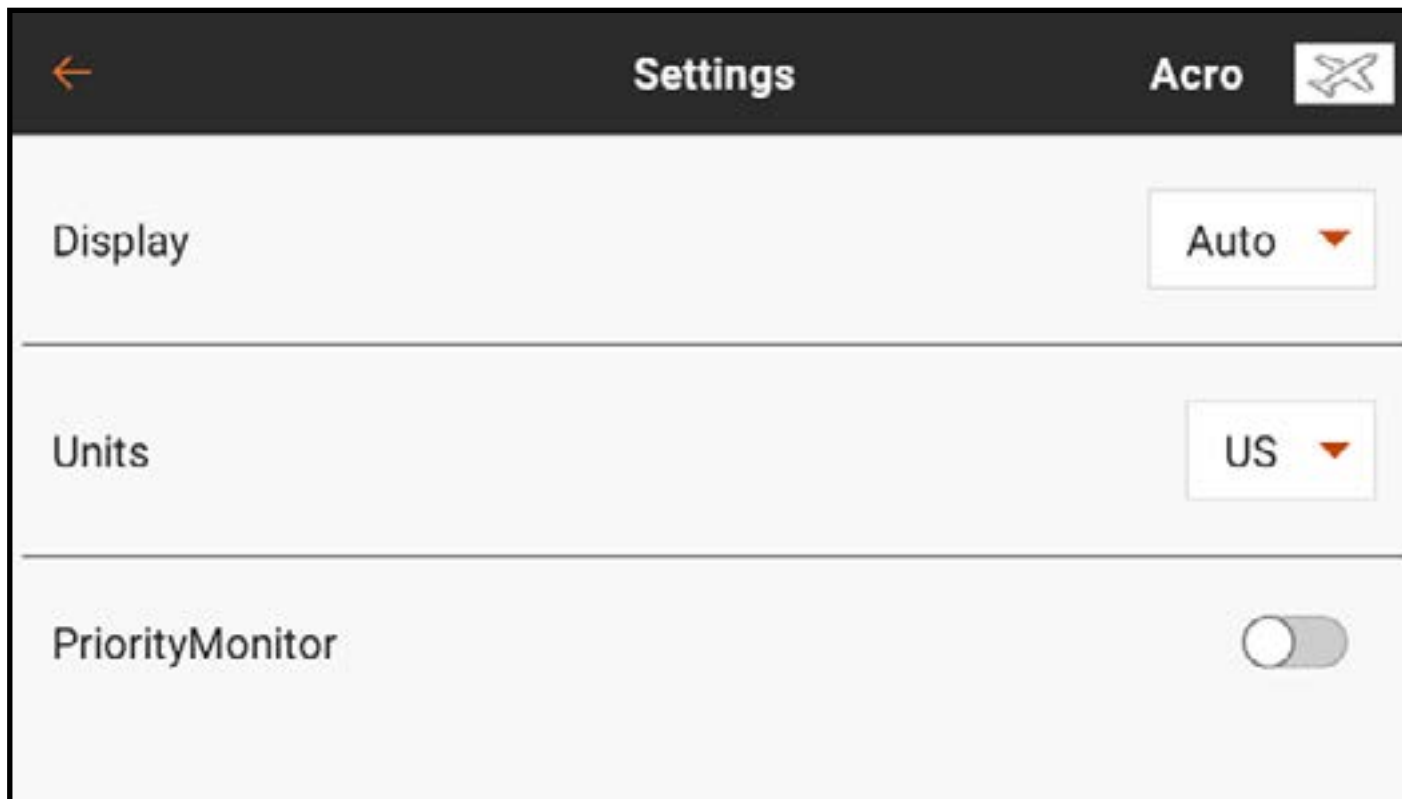 Settings
Acro
Display
Auto
Units
US
PriorityMonitor